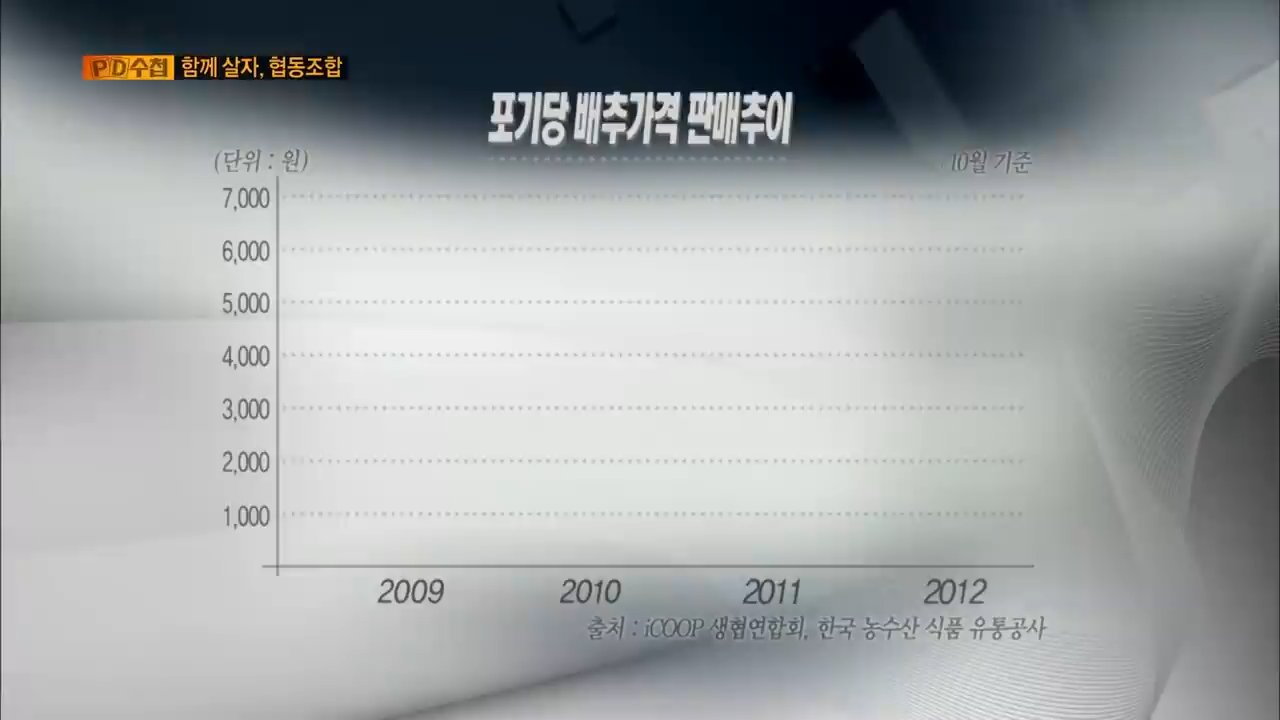 PD수첩 함께 살자, 협동조합
포기당 배추가격 판매추이
(단위 : 원)
10월 기준
7,000
6,000
5,000
4,000
3,000
2,000
1,000
2009 2010 2011 2012
출처 : iCOOP 생협연합회, 한국 농수산 식품 유통공사